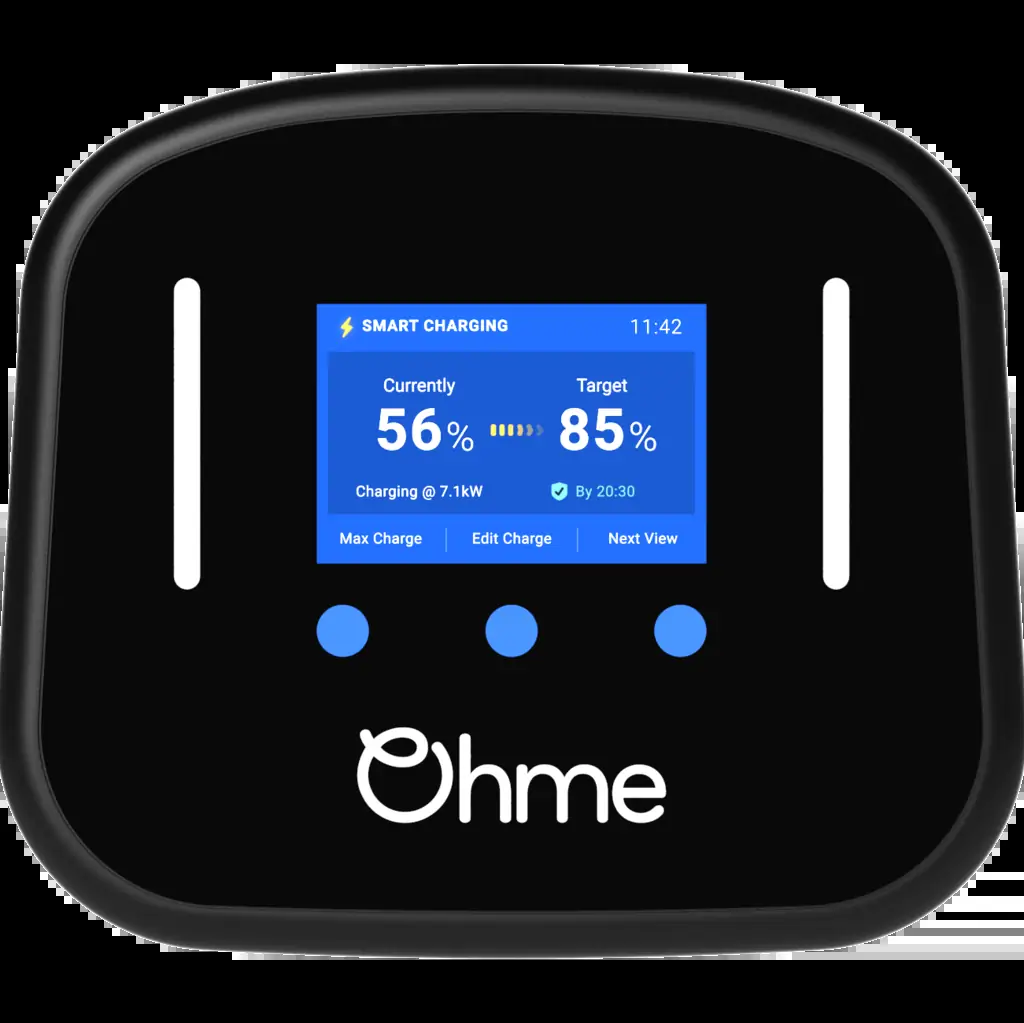 SMART CHARGING 11:42
Currently Target
56% 85%
Charging @ 7.1kW By 20:30
Max Charge Edit Charge Next View
Ohme